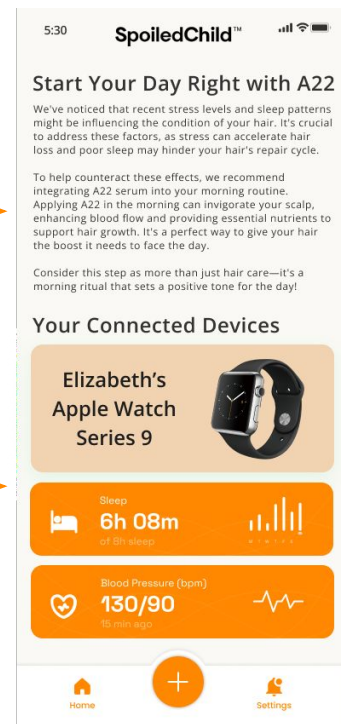 5:30
SpoiledChild™
Start Your Day Right with A22
We've noticed that recent stress levels and sleep patterns
might be influencing the condition of your hair. It's crucial
to address these factors, as stress can accelerate hair
loss and poor sleep may hinder your hair's repair cycle.
To help counteract these effects, we recommend
integrating A22 serum into your morning routine.
Applying A22 in the morning can invigorate your scalp,
enhancing blood flow and providing essential nutrients to
support hair growth. It's a perfect way to give your hair
the boost it needs to face the day.
Consider this step as more than just hair care—it's a
morning ritual that sets a positive tone for the day!
Your Connected Devices
Elizabeth's
Apple Watch
Series 9
Sleep
6h 08m
of 8h sleep
Blood Pressure (bpm)
130/90
15 min ago
Home
Settings